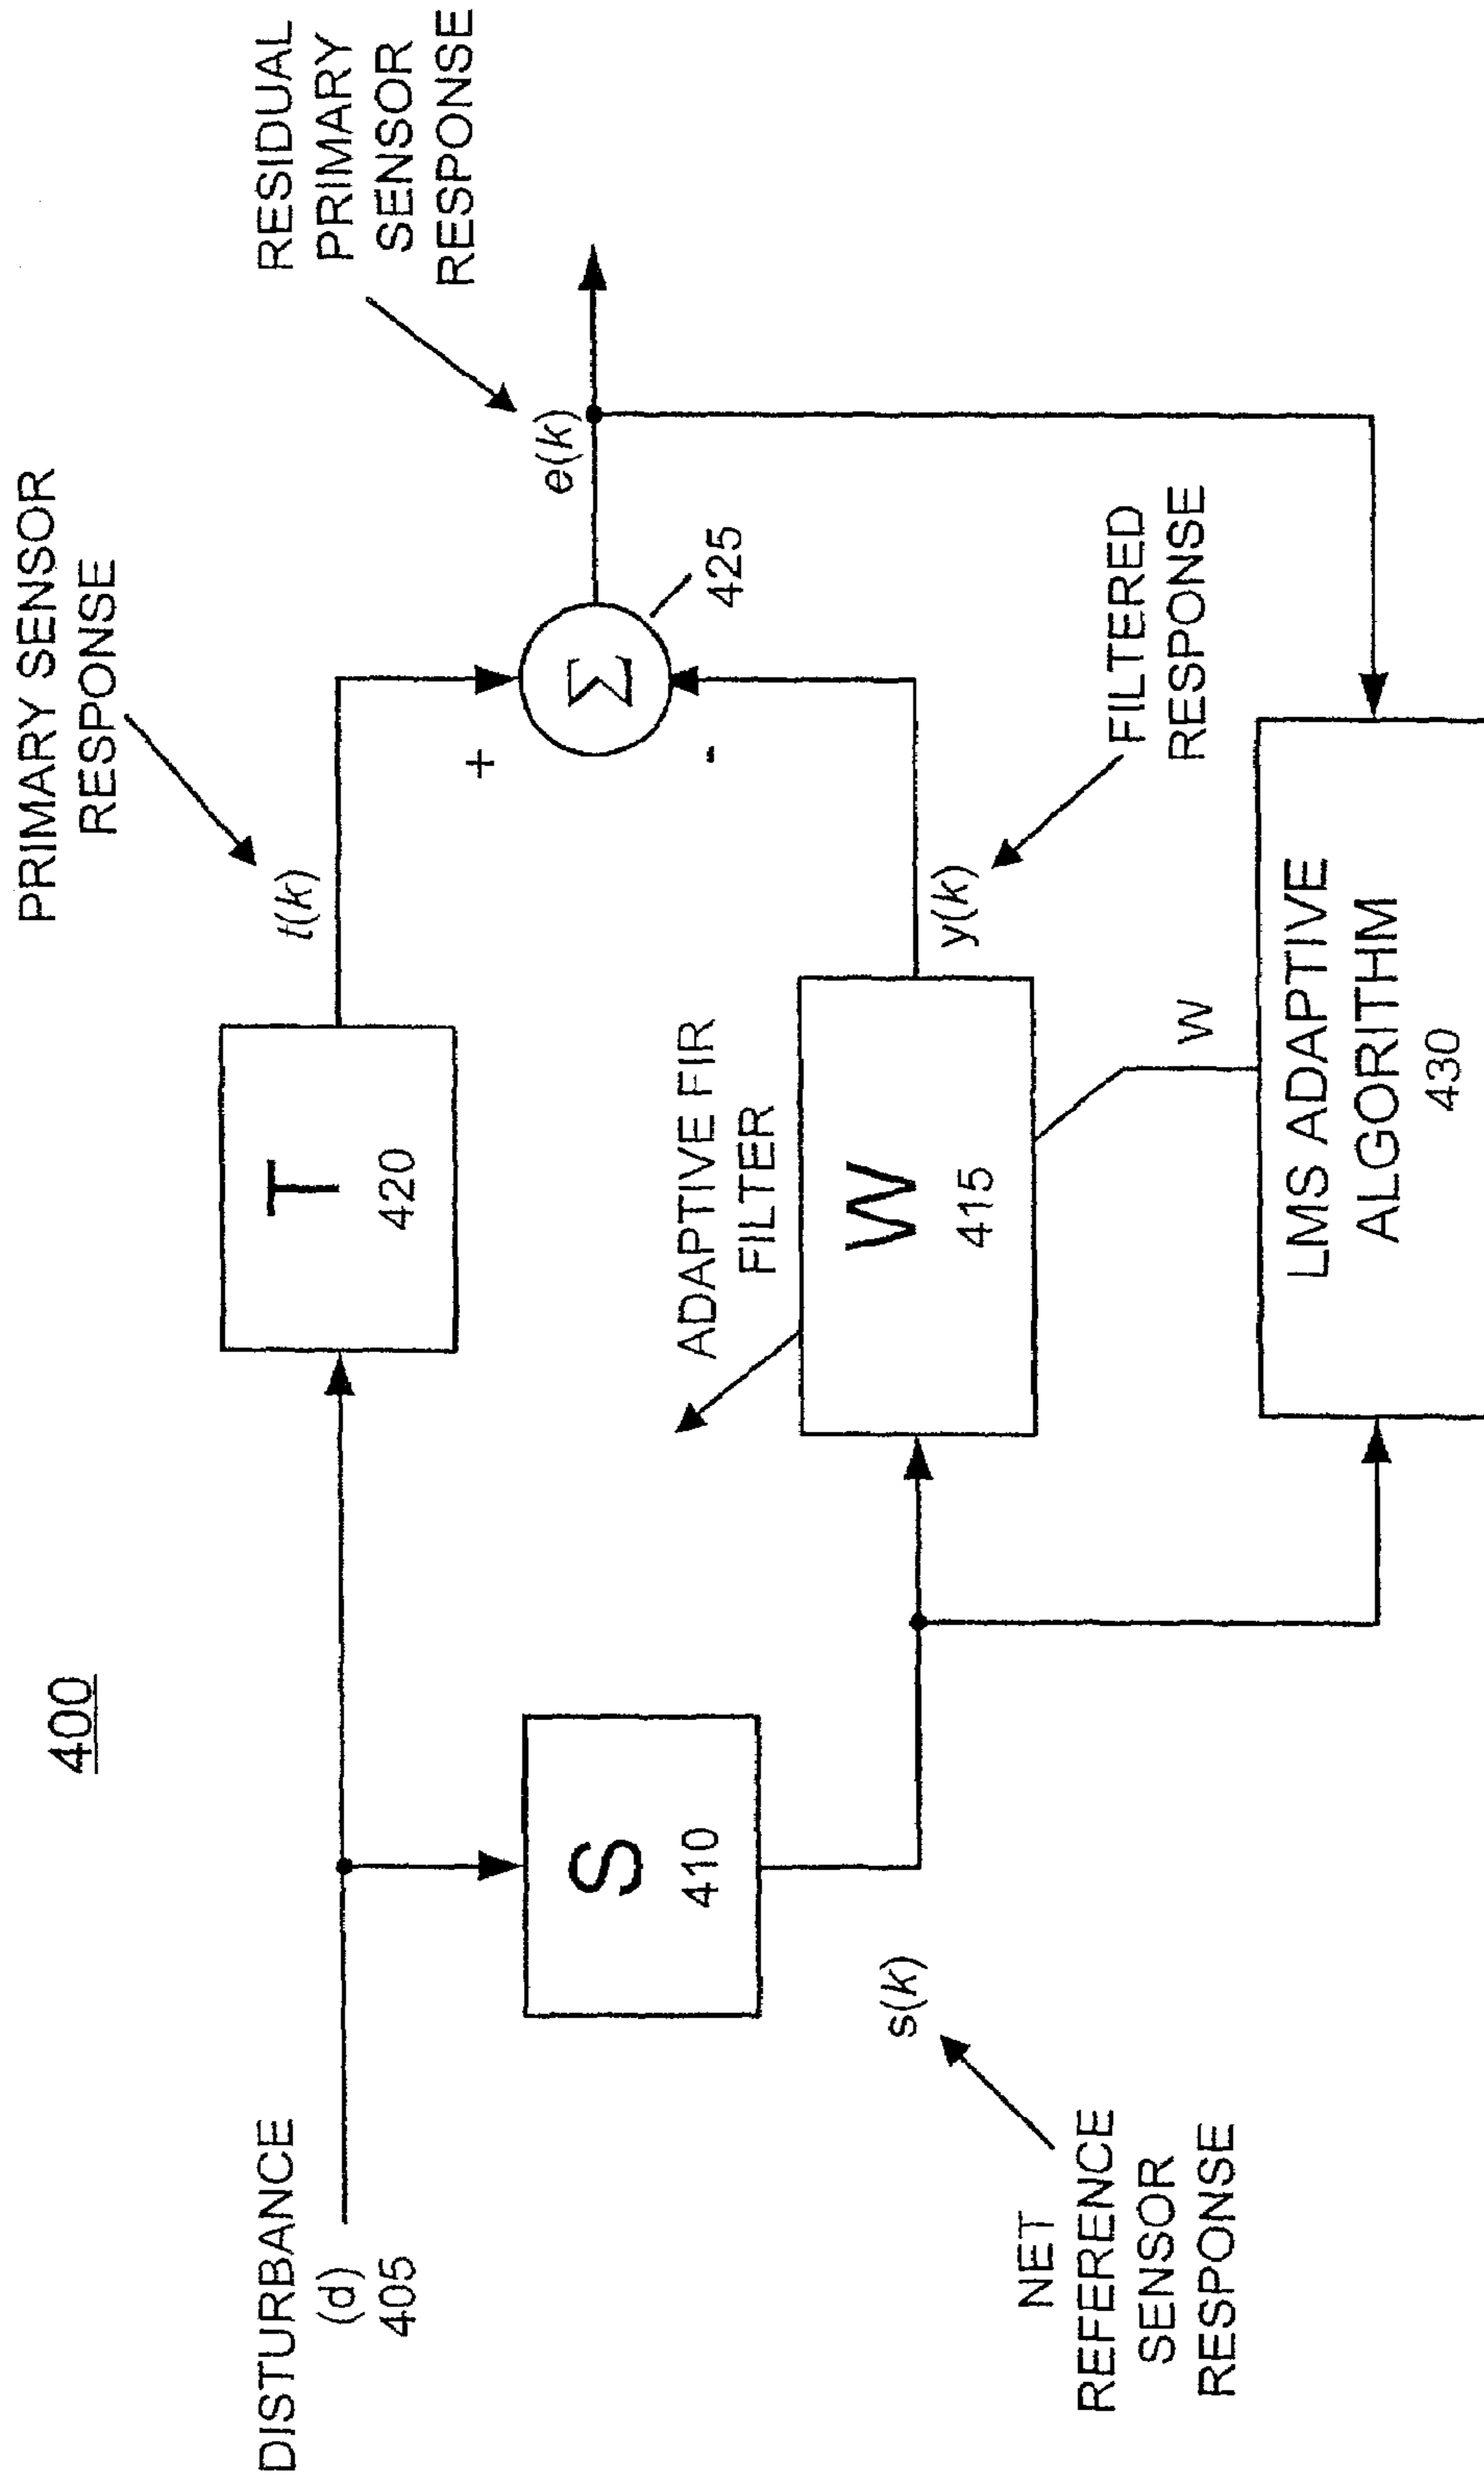 400
DISTURBANCE
(d)
405
S
410
s(k)
NET
REFERENCE
SENSOR
RESPONSE
T
420
t(k)
PRIMARY SENSOR
RESPONSE
ADAPTIVE FIR
FILTER
W
415
y(k)
FILTERED
RESPONSE
+
-
Σ
425
e(k)
RESIDUAL
PRIMARY
SENSOR
RESPONSE
W
LMS ADAPTIVE
ALGORITHM
430